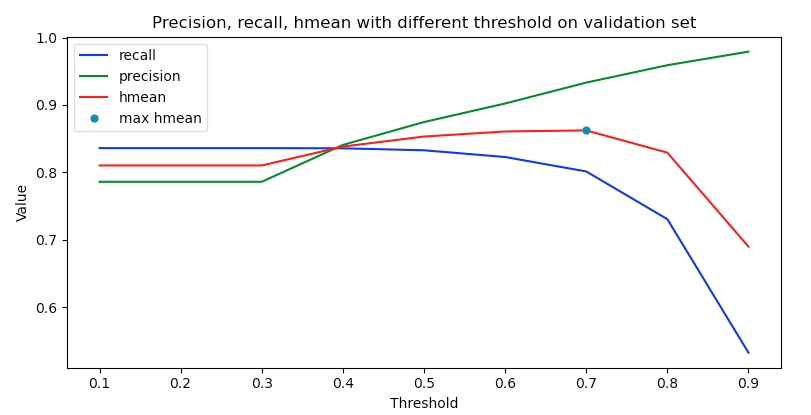 Precision, recall, hmean with different threshold on validation set
recall
precision
hmean
max hmean
1.0
0.9
0.8
0.7
0.6
Value
0.1 0.2 0.3 0.4 0.5 0.6 0.7 0.8 0.9
Threshold